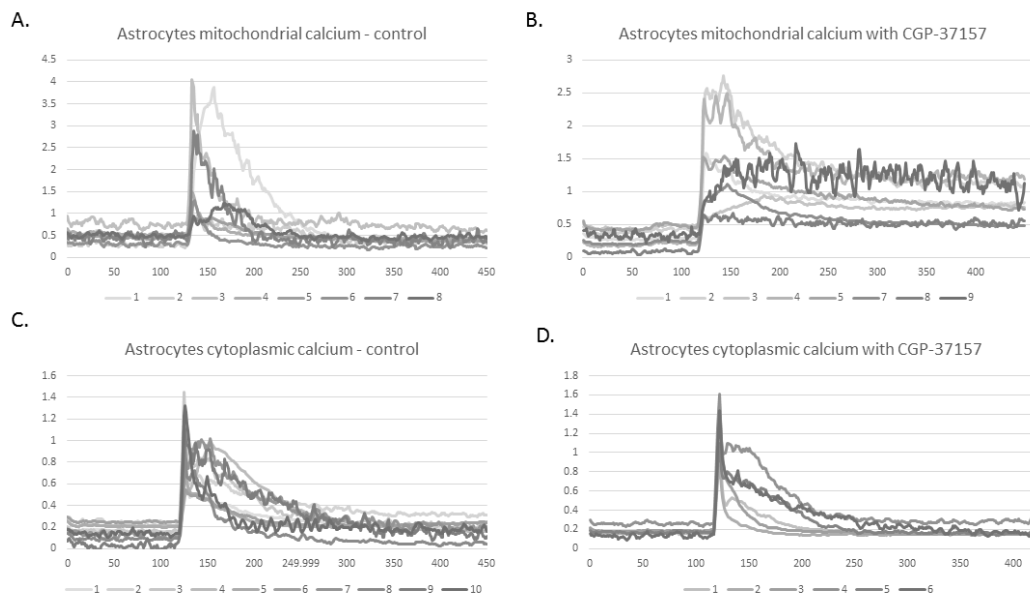 A.
Astrocytes mitochondrial calcium - control
4.5
4
3.5
3
2.5
2
1.5
1
0.5
0
0 50 100 150 200 250 300 350 400 450
1 2 3 4 5 6 7 8
B.
Astrocytes mitochondrial calcium with CGP-37157
3
2.5
2
1.5
1
0.5
0
0 50 100 150 200 250 300 350 400
1 2 3 4 5 7 8 9
C.
Astrocytes cytoplasmic calcium - control
1.6
1.4
1.2
1
0.8
0.6
0.4
0.2
0
0 50 100 150 200 249.999 300 350 400 450
1 2 3 4 5 6 7 8 9 10
D.
Astrocytes cytoplasmic calcium with CGP-37157
1.8
1.6
1.4
1.2
1
0.8
0.6
0.4
0.2
0
0 50 100 150 200 250 300 350 400
1 2 3 4 5 6